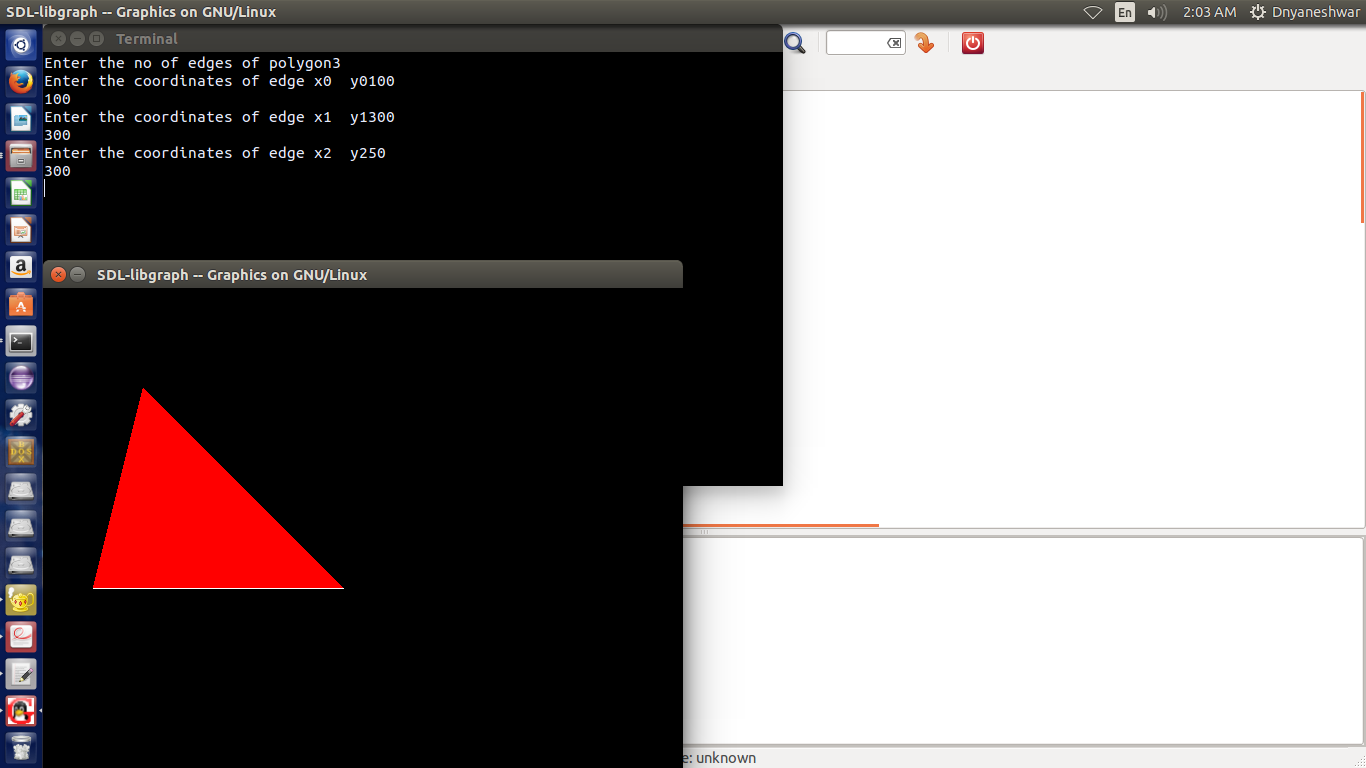 SDL-libgraph -- Graphics on GNU/Linux
En
2:03 AM
Dnyaneshwar
Terminal
Enter the no of edges of polygon3
Enter the coordinates of edge x0  y0100
100
Enter the coordinates of edge x1  y1300
300
Enter the coordinates of edge x2  y250
300
SDL-libgraph -- Graphics on GNU/Linux
e: unknown